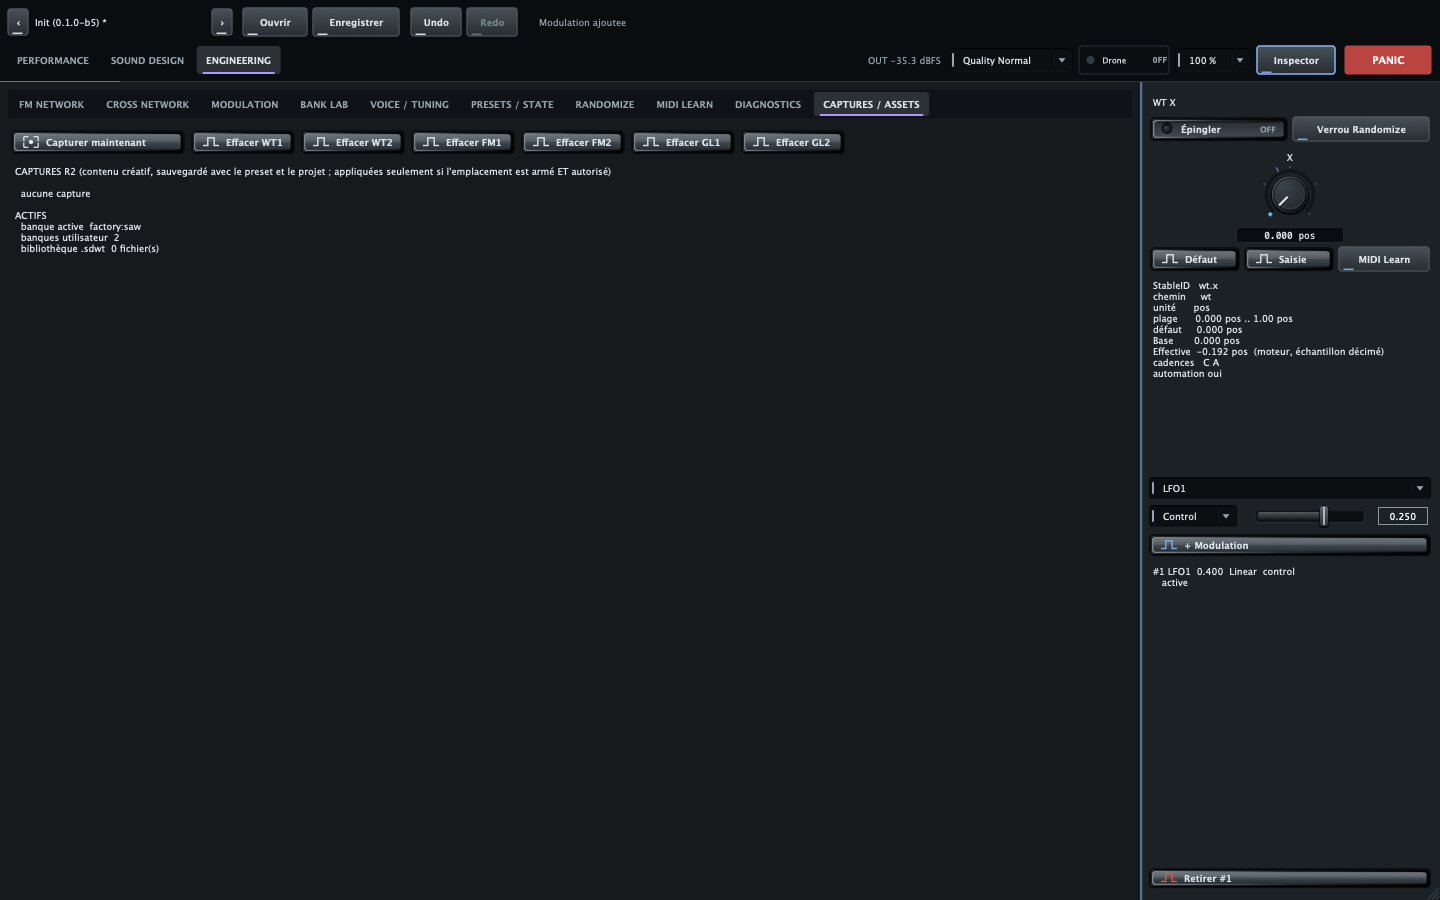 ‹ Init (0.1.0-b5) * › Ouvrir Enregistrer Undo Redo Modulation ajoutee
PERFORMANCE SOUND DESIGN ENGINEERING OUT -35.3 dBFS Quality Normal Drone OFF 100 % Inspector PANIC
FM NETWORK CROSS NETWORK MODULATION BANK LAB VOICE / TUNING PRESETS / STATE RANDOMIZE MIDI LEARN DIAGNOSTICS CAPTURES / ASSETS
Capturer maintenant Effacer WT1 Effacer WT2 Effacer FM1 Effacer FM2 Effacer GL1 Effacer GL2
CAPTURES R2 (contenu créatif, sauvegardé avec le preset et le projet ; appliquées seulement si l'emplacement est armé ET autorisé)
aucune capture
ACTIFS
banque active factory:saw
banques utilisateur 2
bibliothèque .sdwt 0 fichier(s)
WT X
Épingler OFF Verrou Randomize
X
0.000 pos
Défaut Saisie MIDI Learn
StableID wt.x
chemin wt
unité pos
plage 0.000 pos .. 1.00 pos
défaut 0.000 pos
Base 0.000 pos
Effective -0.192 pos (moteur, échantillon décimé)
cadences C A
automation oui
LFO1
Control 0.250
+ Modulation
#1 LFO1 0.400 Linear control
active
Retirer #1